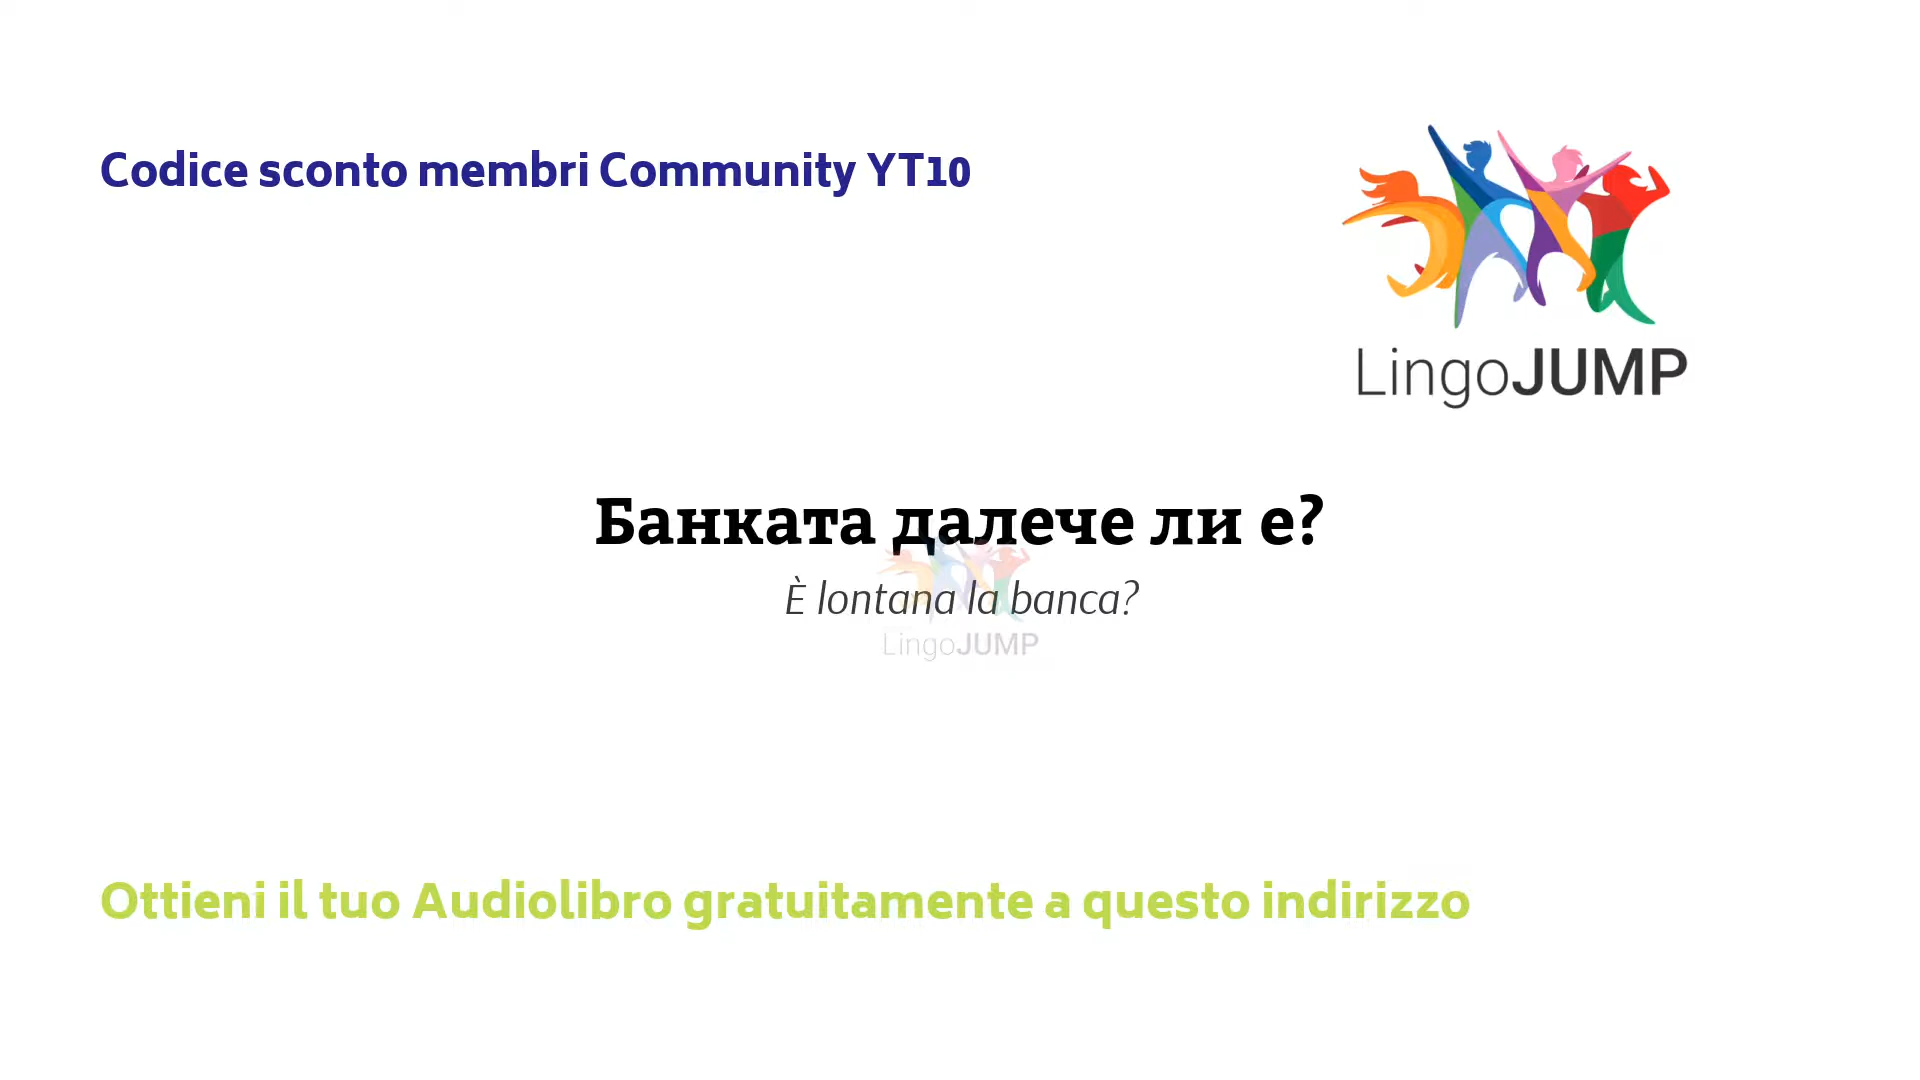 Codice sconto membri Community YT10
LingoJUMP
Банката далече ли е?
È lontana la banca?
LingoJUMP
Ottieni il tuo Audiolibro gratuitamente a questo indirizzo